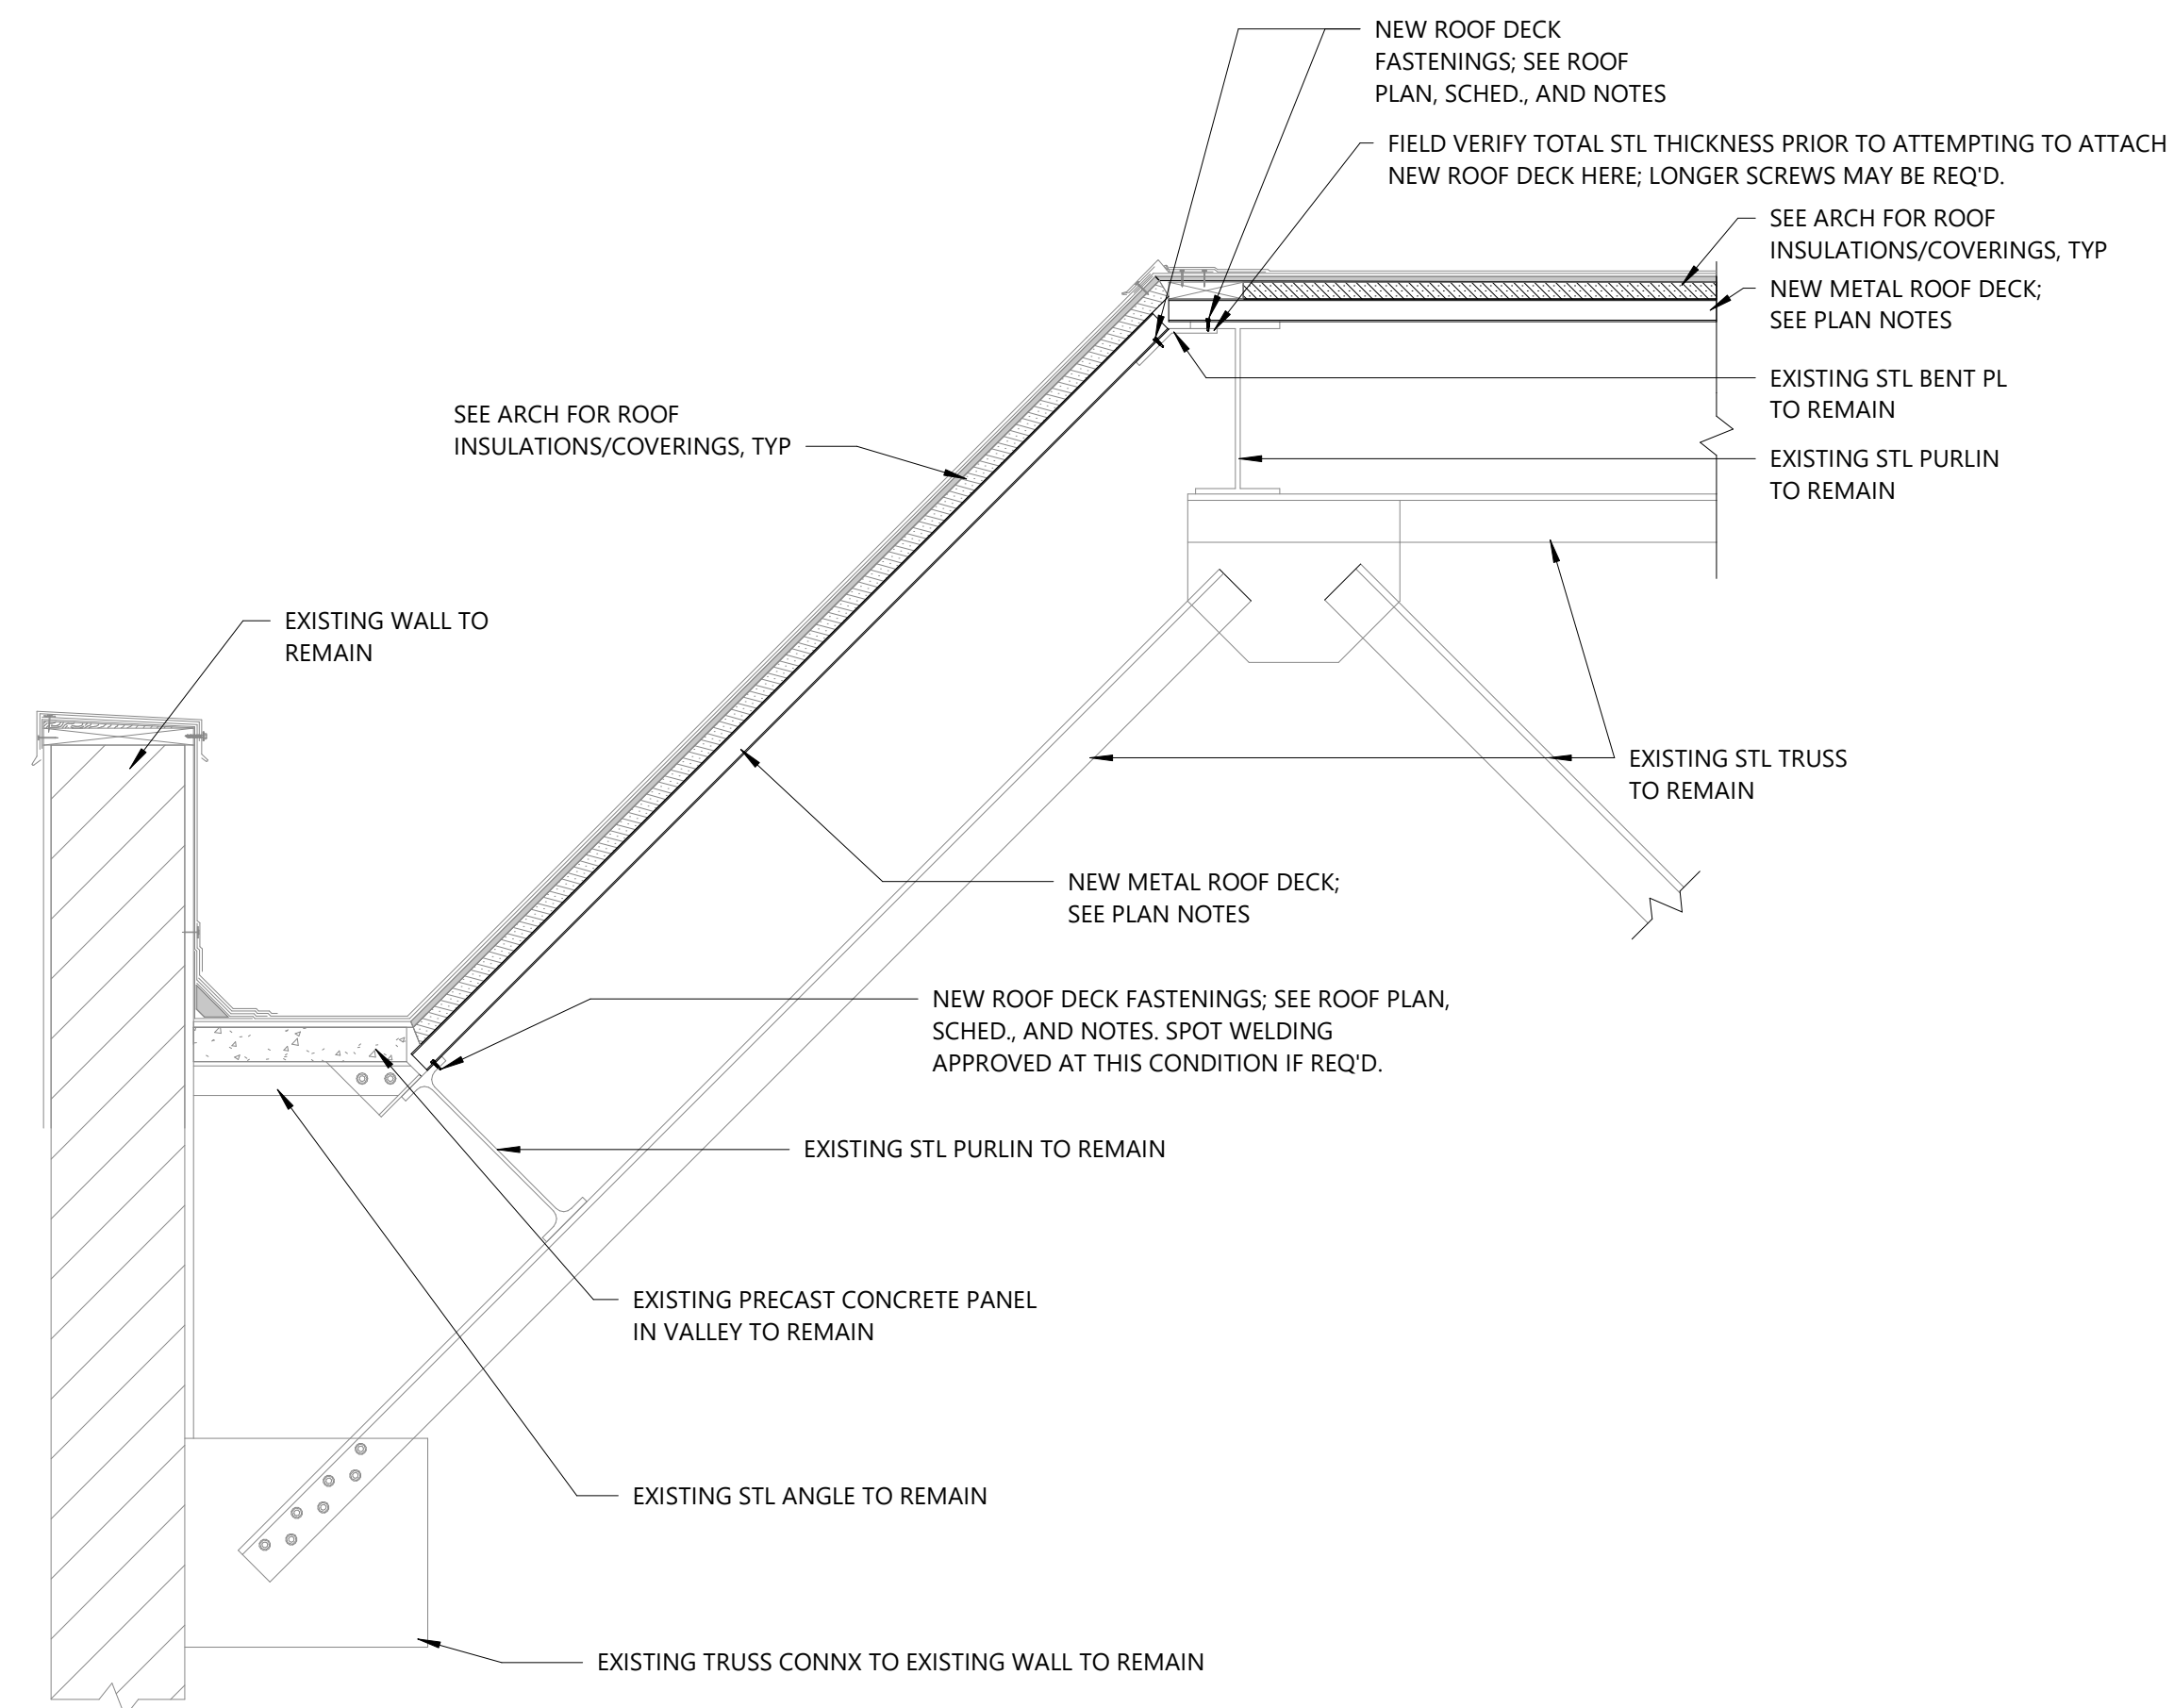 NEW ROOF DECK
FASTENINGS; SEE ROOF
PLAN, SCHED., AND NOTES
FIELD VERIFY TOTAL STL THICKNESS PRIOR TO ATTEMPTING TO ATTACH
NEW ROOF DECK HERE; LONGER SCREWS MAY BE REQ'D.
SEE ARCH FOR ROOF
INSULATIONS/COVERINGS, TYP
NEW METAL ROOF DECK;
SEE PLAN NOTES
EXISTING STL BENT PL
TO REMAIN
SEE ARCH FOR ROOF
INSULATIONS/COVERINGS, TYP
EXISTING STL PURLIN
TO REMAIN
EXISTING WALL TO
REMAIN
EXISTING STL TRUSS
TO REMAIN
NEW METAL ROOF DECK;
SEE PLAN NOTES
NEW ROOF DECK FASTENINGS; SEE ROOF PLAN,
SCHED., AND NOTES. SPOT WELDING
APPROVED AT THIS CONDITION IF REQ'D.
EXISTING STL PURLIN TO REMAIN
EXISTING PRECAST CONCRETE PANEL
IN VALLEY TO REMAIN
EXISTING STL ANGLE TO REMAIN
EXISTING TRUSS CONNX TO EXISTING WALL TO REMAIN